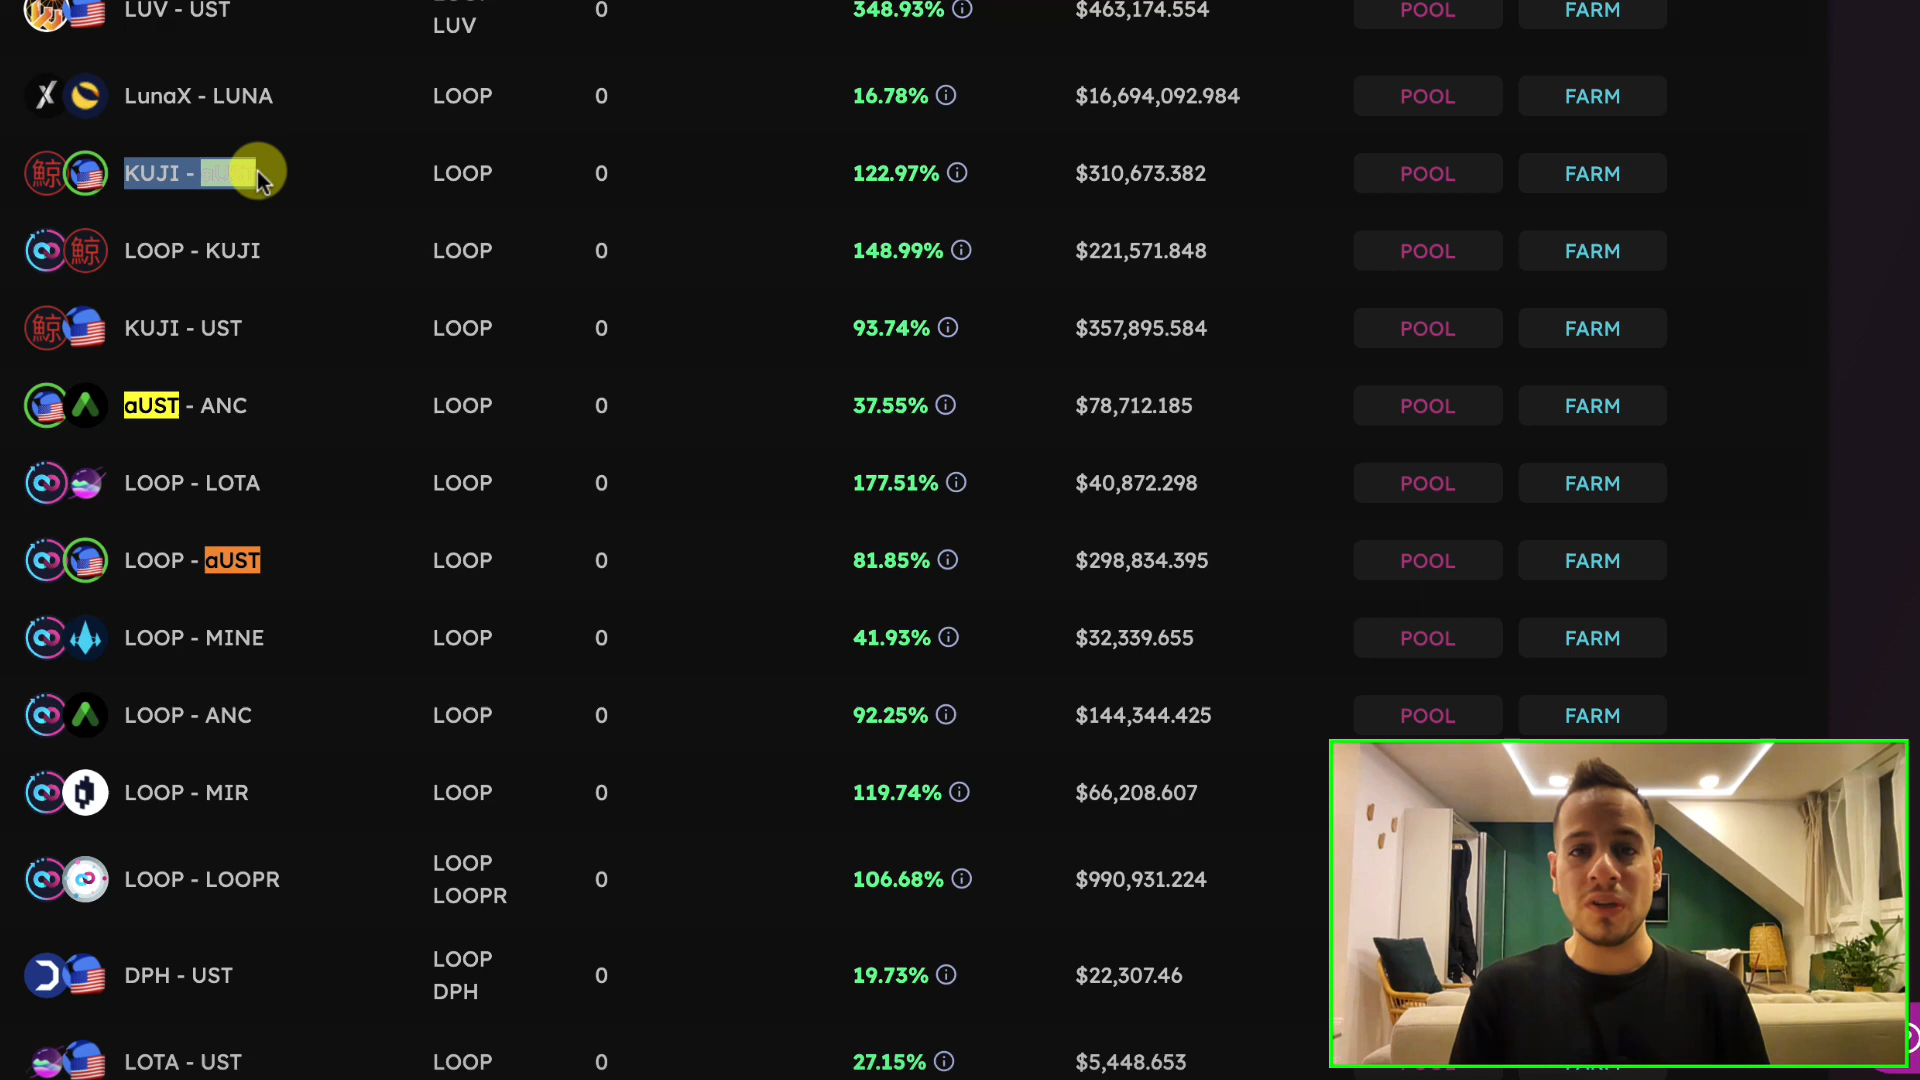 LUV - UST LOOP 0 348.93% $463,174.554 POOL FARM
LUV
LunaX - LUNA LOOP 0 16.78% $16,694,092.984 POOL FARM
鯨 KUJI - aUST LOOP 0 122.97% $310,673.382 POOL FARM
鯨 LOOP - KUJI LOOP 0 148.99% $221,571.848 POOL FARM
鯨 KUJI - UST LOOP 0 93.74% $357,895.584 POOL FARM
aUST - ANC LOOP 0 37.55% $78,712.185 POOL FARM
LOOP - LOTA LOOP 0 177.51% $40,872.298 POOL FARM
LOOP - aUST LOOP 0 81.85% $298,834.395 POOL FARM
LOOP - MINE LOOP 0 41.93% $32,339.655 POOL FARM
LOOP - ANC LOOP 0 92.25% $144,344.425 POOL FARM
LOOP - MIR LOOP 0 119.74% $66,208.607
LOOP - LOOPR LOOP 0 106.68% $990,931.224
LOOPR
DPH - UST LOOP 0 19.73% $22,307.46
DPH
LOTA - UST LOOP 0 27.15% $5,448.653 POOL FARM